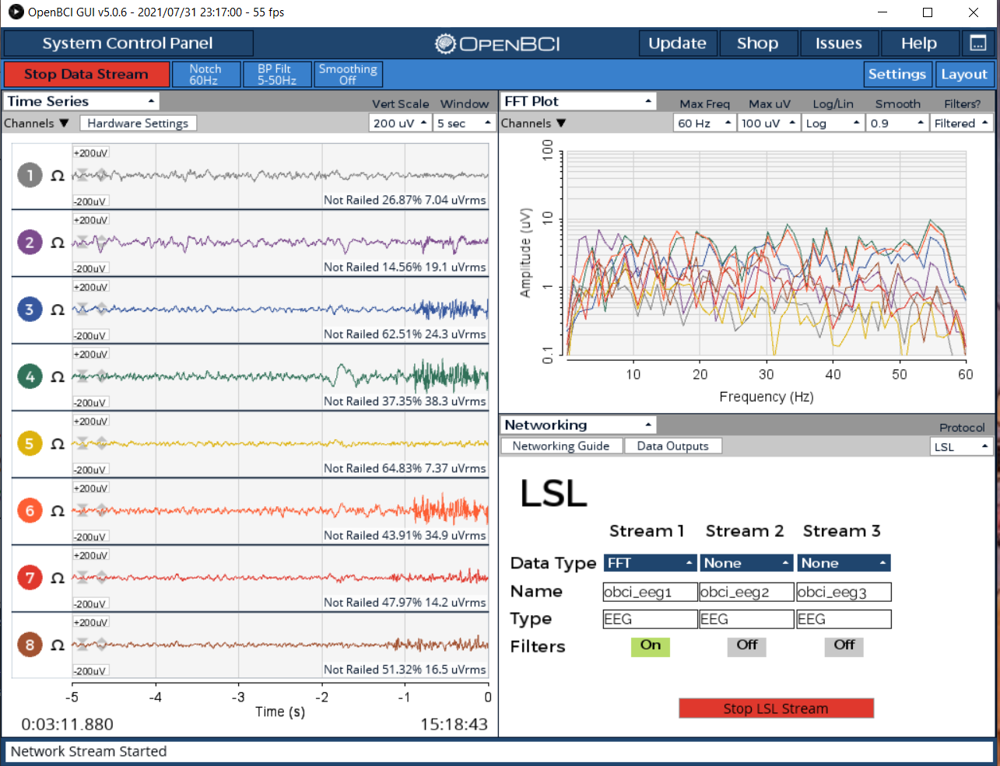 OpenBCI GUI v5.0.6 - 2021/07/31 23:17:00 - 55 fps
System Control Panel
OPENBCI
Update
Shop
Issues
Help
Stop Data Stream
Notch
60Hz
BP Filt
5-50Hz
Smoothing
Off
Settings
Layout
Time Series
Vert Scale
Window
Channels
Hardware Settings
200 uV
5 sec
+200uV
1 Ω
-200uV
Not Railed 26.87% 7.04 uVrms
+200uV
2 Ω
-200uV
Not Railed 14.56% 19.1 uVrms
+200uV
3 Ω
-200uV
Not Railed 62.51% 24.3 uVrms
+200uV
4 Ω
-200uV
Not Railed 37.35% 38.3 uVrms
+200uV
5 Ω
-200uV
Not Railed 64.83% 7.37 uVrms
+200uV
6 Ω
-200uV
Not Railed 43.91% 34.9 uVrms
+200uV
7 Ω
-200uV
Not Railed 47.97% 14.2 uVrms
+200uV
8 Ω
-200uV
Not Railed 51.32% 16.5 uVrms
-5 -4 -3 -2 -1 0
Time (s)
0:03:11.880
15:18:43
FFT Plot
Max Freq
Max uV
Log/Lin
Smooth
Filters?
Channels
60 Hz
100 uV
Log
0.9
Filtered
100
10
1
0.1
Amplitude (uV)
10 20 30 40 50 60
Frequency (Hz)
Networking
Protocol
Networking Guide
Data Outputs
LSL
LSL
Stream 1 Stream 2 Stream 3
Data Type FFT None None
Name obci_eeg1 obci_eeg2 obci_eeg3
Type EEG EEG EEG
Filters On Off Off
Stop LSL Stream
Network Stream Started